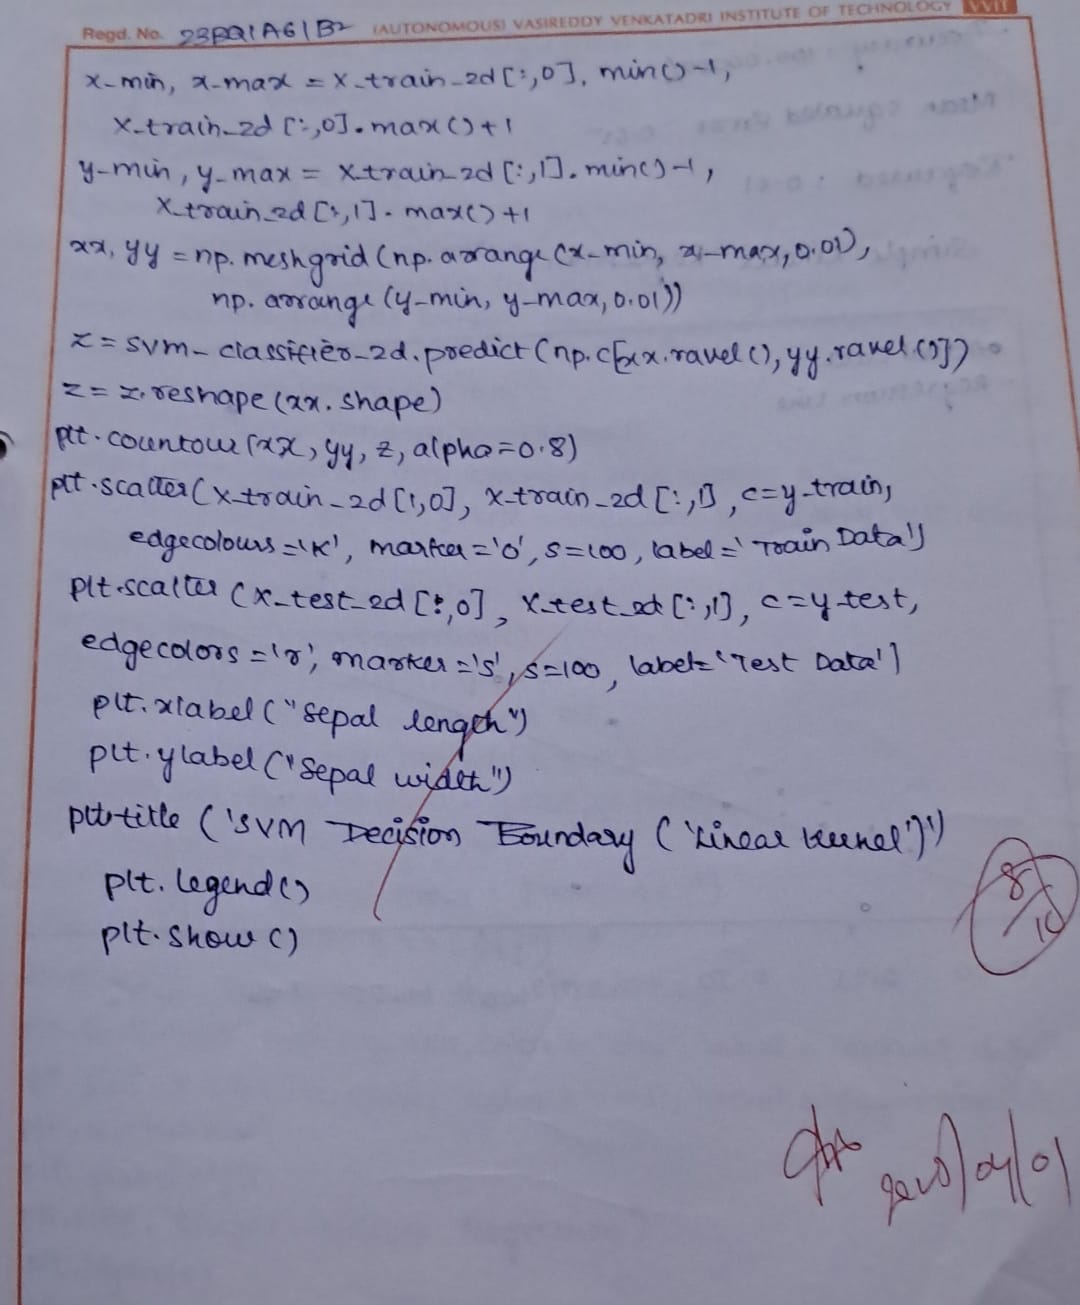 Regd. No. 23BQ1A61B2 (AUTONOMOUS) VASIREDDY VENKATADRI INSTITUTE OF TECHNOLOGY VVIT
x-min, x-max = x-train-2d[:,0], min()-1,
x-train-2d[:,0].max()+1
y-min, y-max = x-train-2d[:,1].min()-1,
x-train-2d[:,1].max()+1
xx, yy = np.meshgrid(np.arrange(x-min, x-max, 0.01),
np.arrange(y-min, y-max, 0.01))
z = svm-classifier-2d.predict(np.c[xx.ravel(), yy.ravel()])
z = z.reshape(xx.shape)
plt.countour(xx, yy, z, alpha=0.8)
plt.scatter(x-train-2d[:,0], x-train-2d[:,1], c=y-train,
edgecolours='K', marker='o', s=100, label='Train Data')
plt.scatter(x-test-2d[:,0], x-test-2d[:,1], c=y-test,
edgecolors='r', marker='s', s=100, label='Test Data')
plt.xlabel("sepal length")
plt.ylabel("sepal width")
plt.title('SVM Decision Boundary ('Linear kernel')')
plt.legend()
plt.show()
8/10